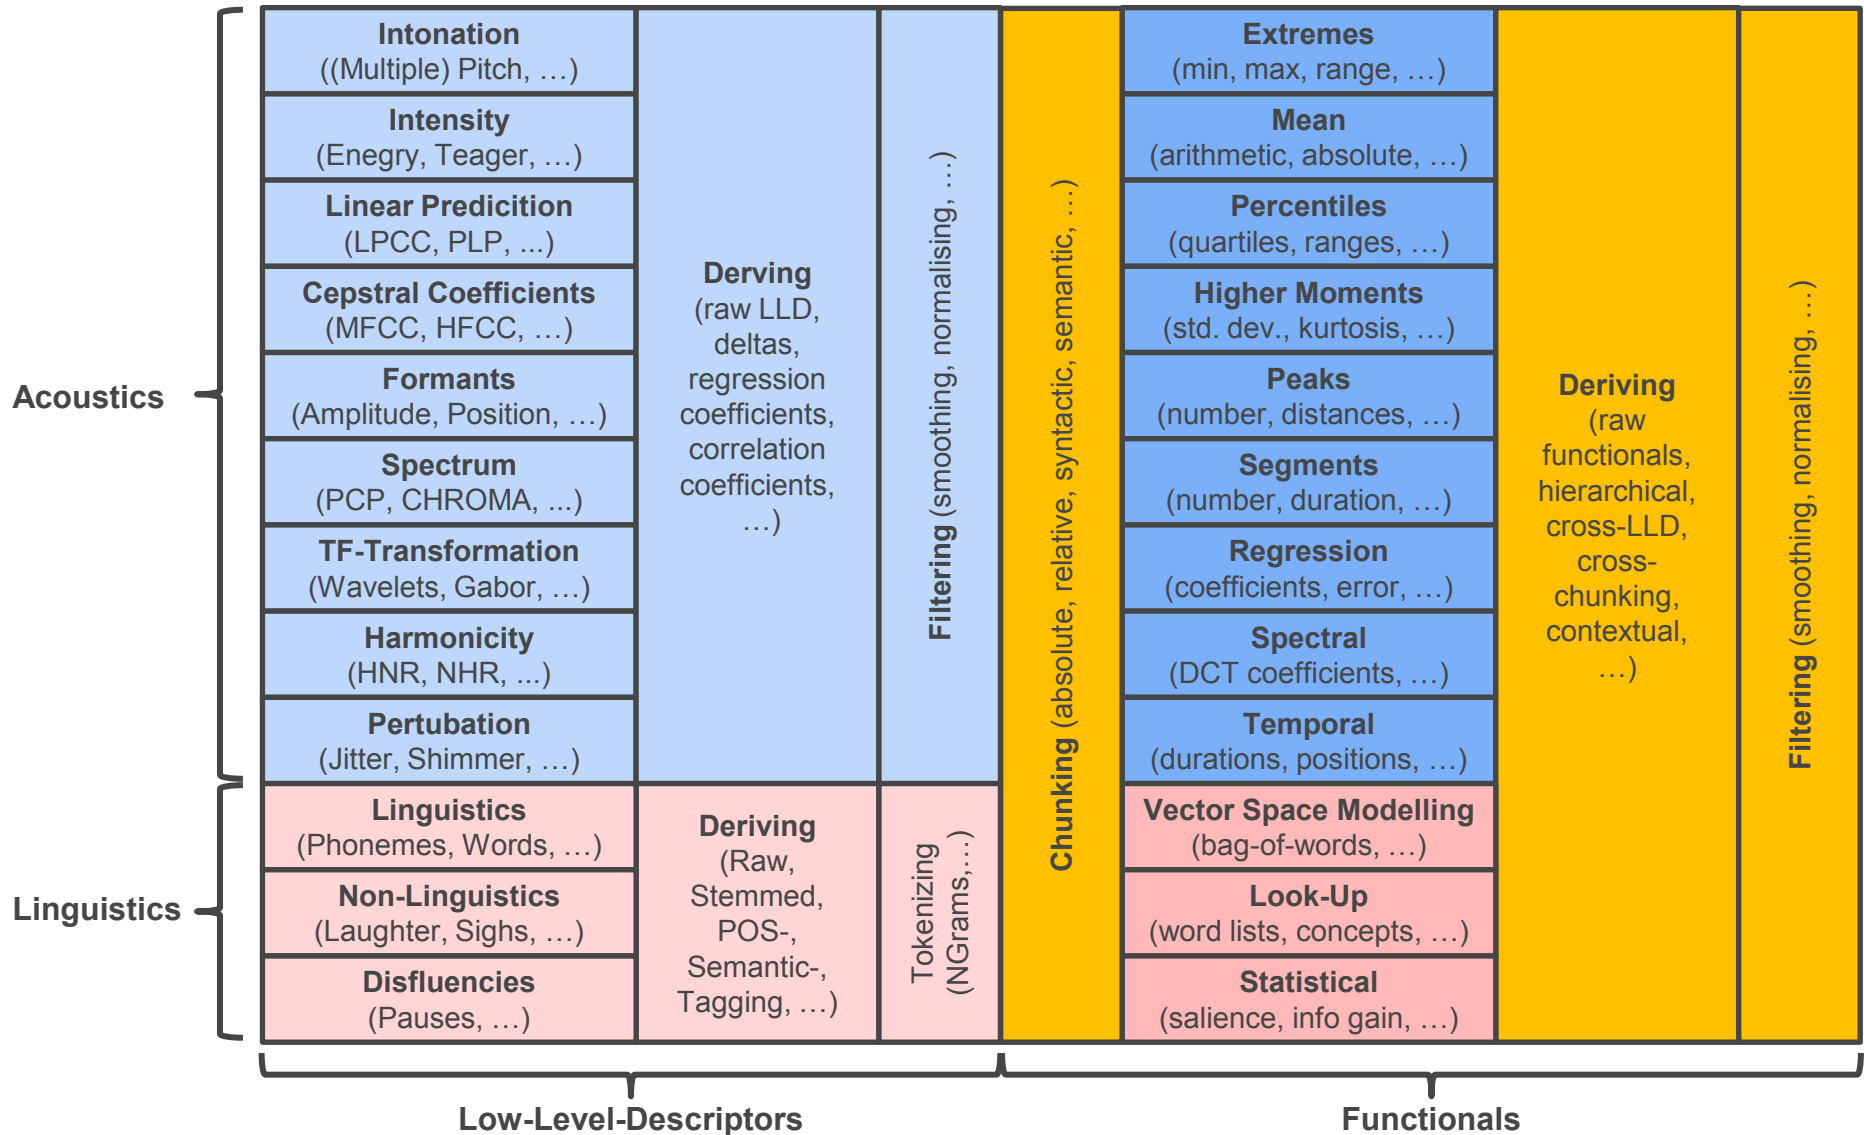 Acoustics
Linguistics
Intonation
((Multiple) Pitch, …)
Intensity
(Enegry, Teager, …)
Linear Predicition
(LPCC, PLP, ...)
Cepstral Coefficients
(MFCC, HFCC, …)
Formants
(Amplitude, Position, …)
Spectrum
(PCP, CHROMA, ...)
TF-Transformation
(Wavelets, Gabor, …)
Harmonicity
(HNR, NHR, ...)
Pertubation
(Jitter, Shimmer, …)
Linguistics
(Phonemes, Words, …)
Non-Linguistics
(Laughter, Sighs, …)
Disfluencies
(Pauses, …)
Derving
(raw LLD,
deltas,
regression
coefficients,
correlation
coefficients,
…)
Deriving
(Raw,
Stemmed,
POS-,
Semantic-,
Tagging, …)
Filtering (smoothing, normalising, …)
Tokenizing
(NGrams,…)
Chunking (absolute, relative, syntactic, semantic, …)
Extremes
(min, max, range, …)
Mean
(arithmetic, absolute, …)
Percentiles
(quartiles, ranges, …)
Higher Moments
(std. dev., kurtosis, …)
Peaks
(number, distances, …)
Segments
(number, duration, …)
Regression
(coefficients, error, …)
Spectral
(DCT coefficients, …)
Temporal
(durations, positions, …)
Vector Space Modelling
(bag-of-words, …)
Look-Up
(word lists, concepts, …)
Statistical
(salience, info gain, …)
Deriving
(raw
functionals,
hierarchical,
cross-LLD,
cross-
chunking,
contextual,
…)
Filtering (smoothing, normalising, …)
Low-Level-Descriptors
Functionals